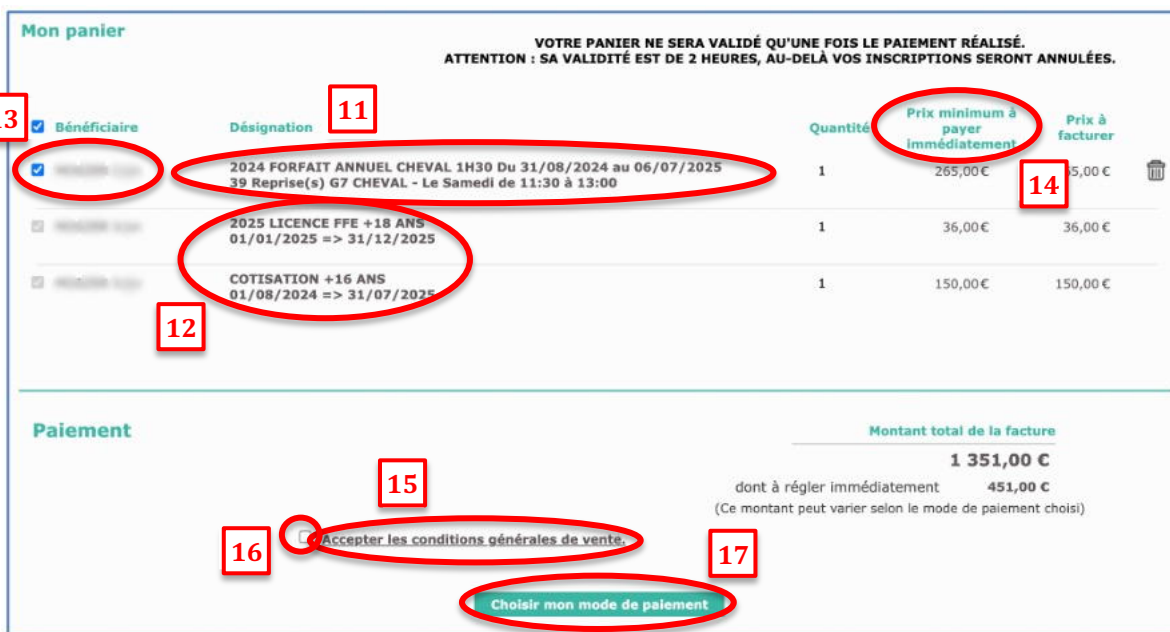 Mon panier
VOTRE PANIER NE SERA VALIDÉ QU'UNE FOIS LE PAIEMENT RÉALISÉ.
ATTENTION : SA VALIDITÉ EST DE 2 HEURES, AU-DELÀ VOS INSCRIPTIONS SERONT ANNULÉES.
13
11
Bénéficiaire
Désignation
Quantité
Prix minimum à
payer
immédiatement
Prix à
facturer
2024 FORFAIT ANNUEL CHEVAL 1H30 Du 31/08/2024 au 06/07/2025
39 Reprise(s) G7 CHEVAL - Le Samedi de 11:30 à 13:00
1
265,00€
14
5,00 €
2025 LICENCE FFE +18 ANS
01/01/2025 => 31/12/2025
1
36,00€
36,00€
COTISATION +16 ANS
01/08/2024 => 31/07/2025
1
150,00€
150,00€
12
Paiement
Montant total de la facture
1 351,00 €
dont à régler immédiatement 451,00 €
(Ce montant peut varier selon le mode de paiement choisi)
15
16
Accepter les conditions générales de vente.
17
Choisir mon mode de paiement